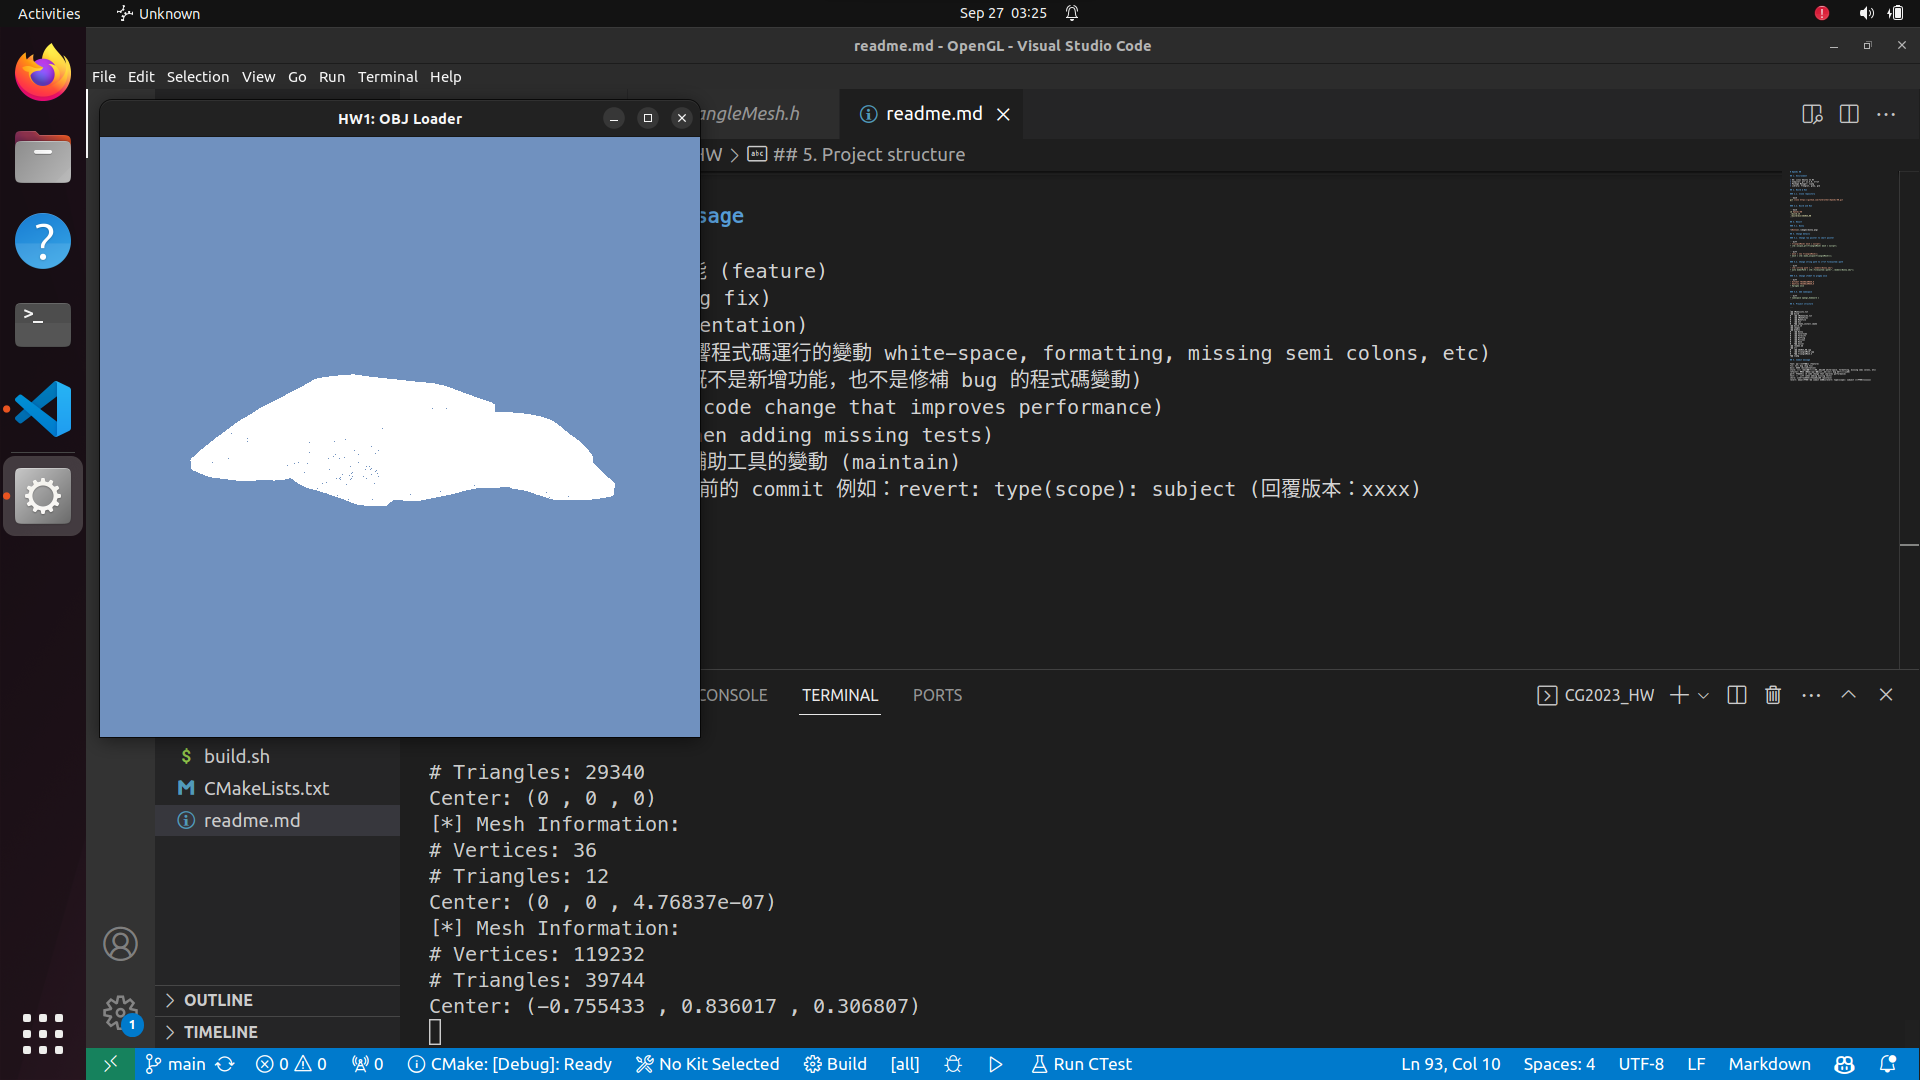 Activities
Unknown
Sep 27 03:25
readme.md - OpenGL - Visual Studio Code
File Edit Selection View Go Run Terminal Help
HW1: OBJ Loader
angleMesh.h
readme.md
HW > ## 5. Project structure
sage
(feature)
g fix)
entation)
響程式碼運行的變動 white-space, formatting, missing semi colons, etc)
既不是新增功能，也不是修補 bug 的程式碼變動)
code change that improves performance)
en adding missing tests)
輔助工具的變動 (maintain)
前的 commit 例如：revert: type(scope): subject (回覆版本：xxxx)
CONSOLE
TERMINAL
PORTS
CG2023_HW
build.sh
CMakeLists.txt
readme.md
# Triangles: 29340
Center: (0 , 0 , 0)
[*] Mesh Information:
# Vertices: 36
# Triangles: 12
Center: (0 , 0 , 4.76837e-07)
[*] Mesh Information:
# Vertices: 119232
# Triangles: 39744
Center: (-0.755433 , 0.836017 , 0.306807)
OUTLINE
TIMELINE
1
main
0 0
0
CMake: [Debug]: Ready
No Kit Selected
Build
[all]
Run CTest
Ln 93, Col 10
Spaces: 4
UTF-8
LF
Markdown